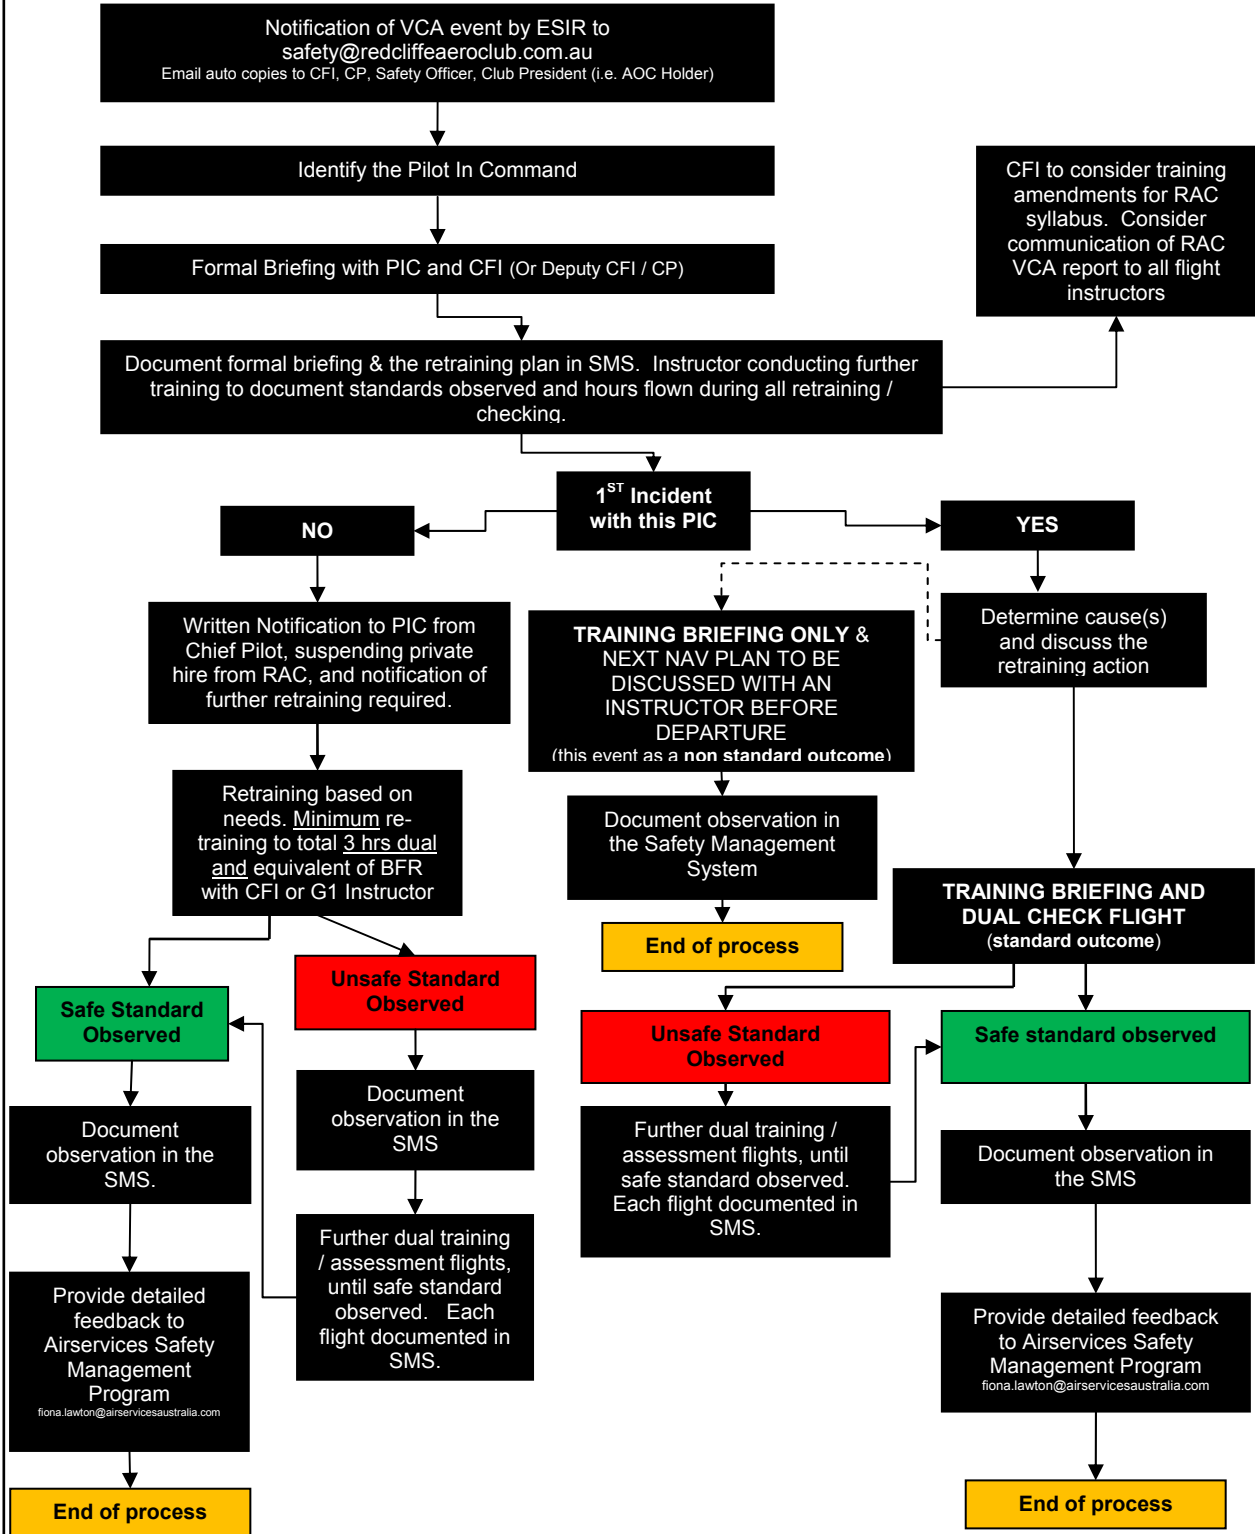 Notification of VCA event by ESIR to
safety@redcliffeaeroclub.com.au
Email auto copies to CFI, CP, Safety Officer, Club President (i.e. AOC Holder)
Identify the Pilot In Command
Formal Briefing with PIC and CFI (Or Deputy CFI / CP)
CFI to consider training
amendments for RAC
syllabus.  Consider
communication of RAC
VCA report to all flight
instructors
Document formal briefing & the retraining plan in SMS.  Instructor conducting further
training to document standards observed and hours flown during all retraining /
checking.
1ST Incident
with this PIC
NO
YES
Written Notification to PIC from
Chief Pilot, suspending private
hire from RAC, and notification of
further retraining required.
TRAINING BRIEFING ONLY &
NEXT NAV PLAN TO BE
DISCUSSED WITH AN
INSTRUCTOR BEFORE
DEPARTURE
(this event as a non standard outcome)
Determine cause(s)
and discuss the
retraining action
Retraining based on
needs. Minimum re-
training to total 3 hrs dual
and equivalent of BFR
with CFI or G1 Instructor
Document observation in
the Safety Management
System
End of process
TRAINING BRIEFING AND
DUAL CHECK FLIGHT
(standard outcome)
Safe Standard
Observed
Unsafe Standard
Observed
Unsafe Standard
Observed
Safe standard observed
Document
observation in the
SMS.
Document
observation in the
SMS
Further dual training /
assessment flights, until
safe standard observed.
Each flight documented in
SMS.
Document observation in
the SMS
Provide detailed
feedback to
Airservices Safety
Management
Program
fiona.lawton@airservicesaustralia.com
Further dual training
/ assessment flights,
until safe standard
observed.   Each
flight documented in
SMS.
Provide detailed feedback
to Airservices Safety
Management Program
fiona.lawton@airservicesaustralia.com
End of process
End of process